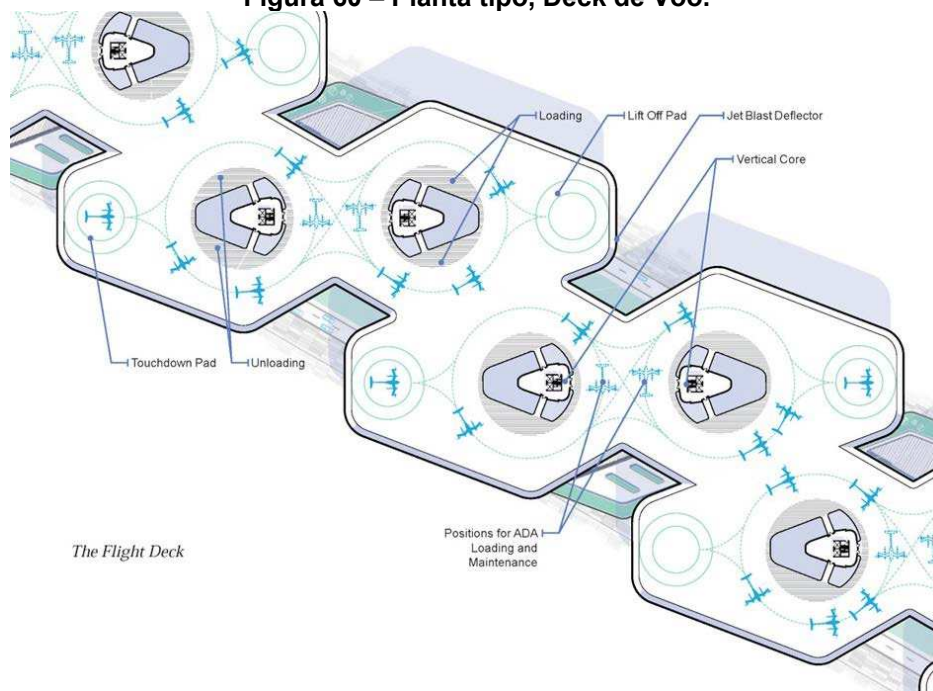 Figura 60 – Planta tipo, Deck de Voo.
Loading
Lift Off Pad
Jet Blast Deflector
Vertical Core
Touchdown Pad
Unloading
Positions for ADA
Loading and
Maintenance
The Flight Deck